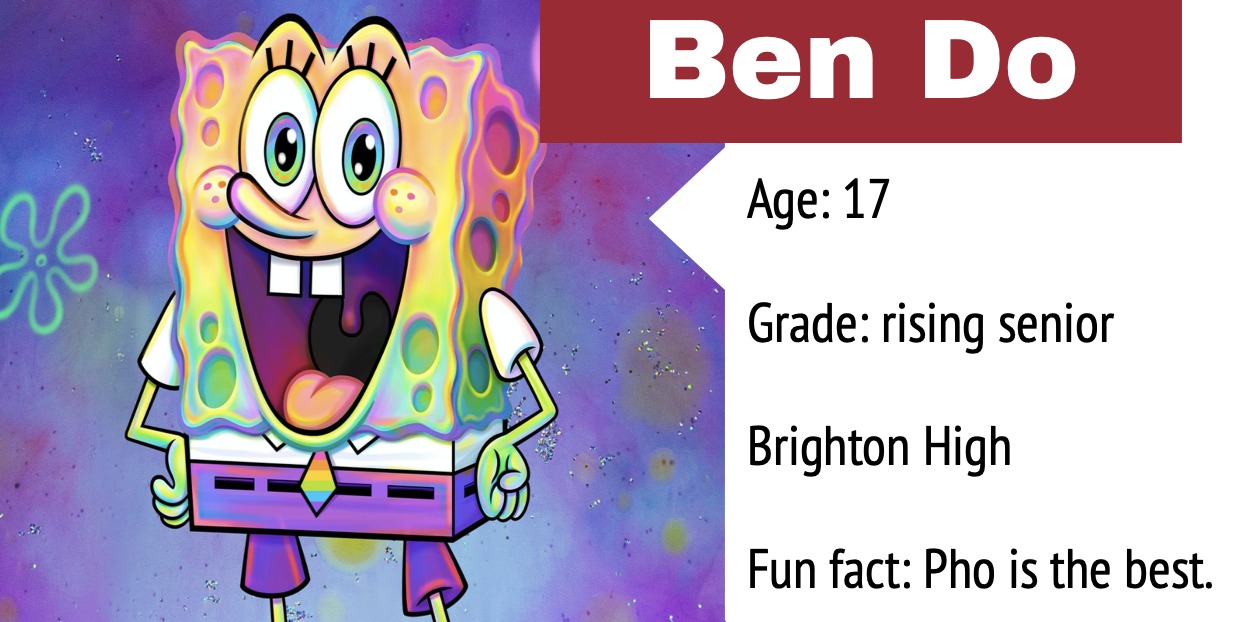 Ben Do
Age: 17
Grade: rising senior
Brighton High
Fun fact: Pho is the best.